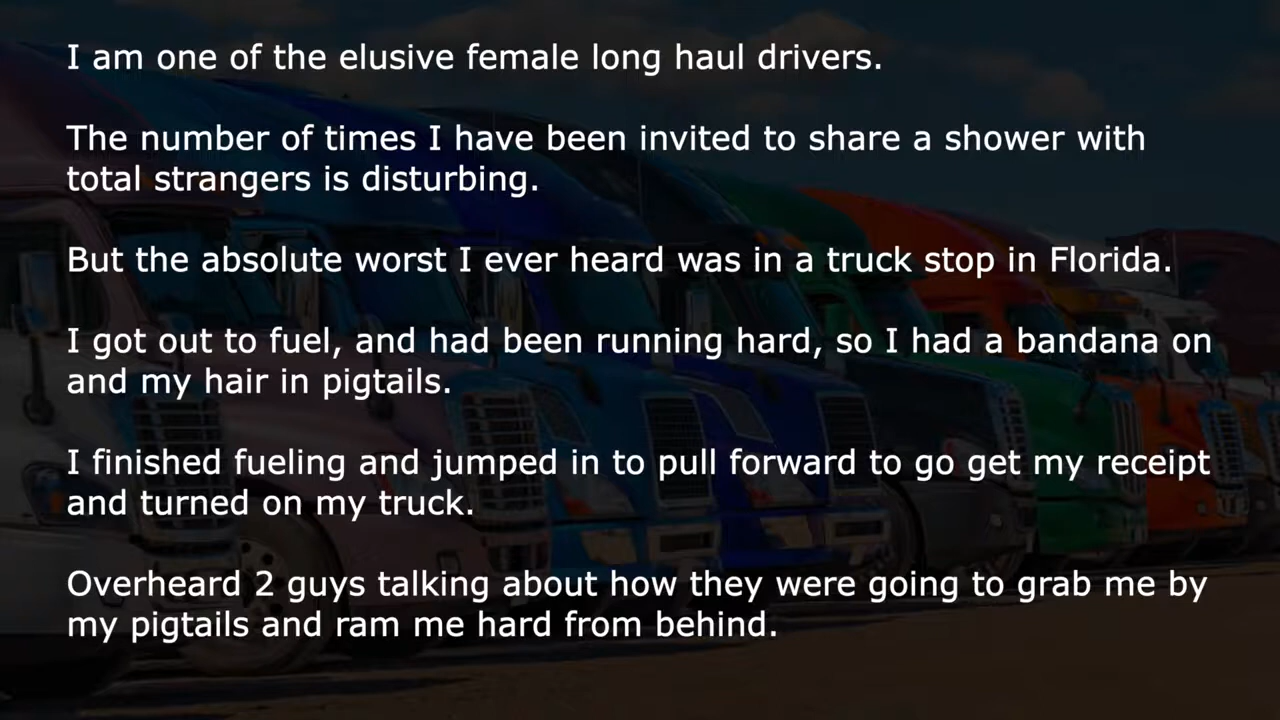 I am one of the elusive female long haul drivers.
The number of times I have been invited to share a shower with
total strangers is disturbing.
But the absolute worst I ever heard was in a truck stop in Florida.
I got out to fuel, and had been running hard, so I had a bandana on
and my hair in pigtails.
I finished fueling and jumped in to pull forward to go get my receipt
and turned on my truck.
Overheard 2 guys talking about how they were going to grab me by
my pigtails and ram me hard from behind.